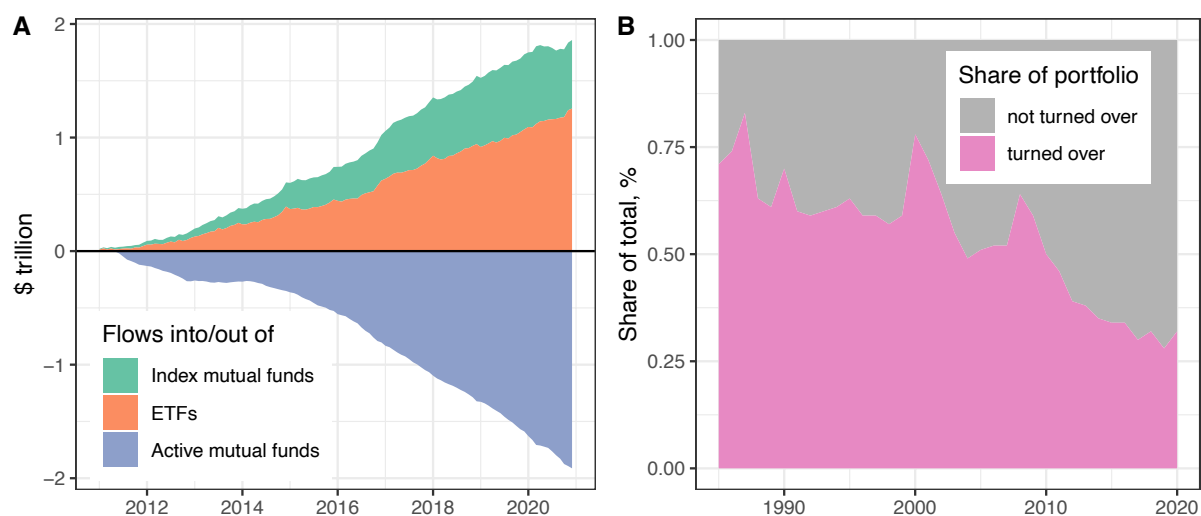 A
$ trillion
2
1
0
−1
−2
Flows into/out of
Index mutual funds
ETFs
Active mutual funds
2012
2014
2016
2018
2020
B
Share of total, %
1.00
0.75
0.50
0.25
0.00
Share of portfolio
not turned over
turned over
1990
2000
2010
2020